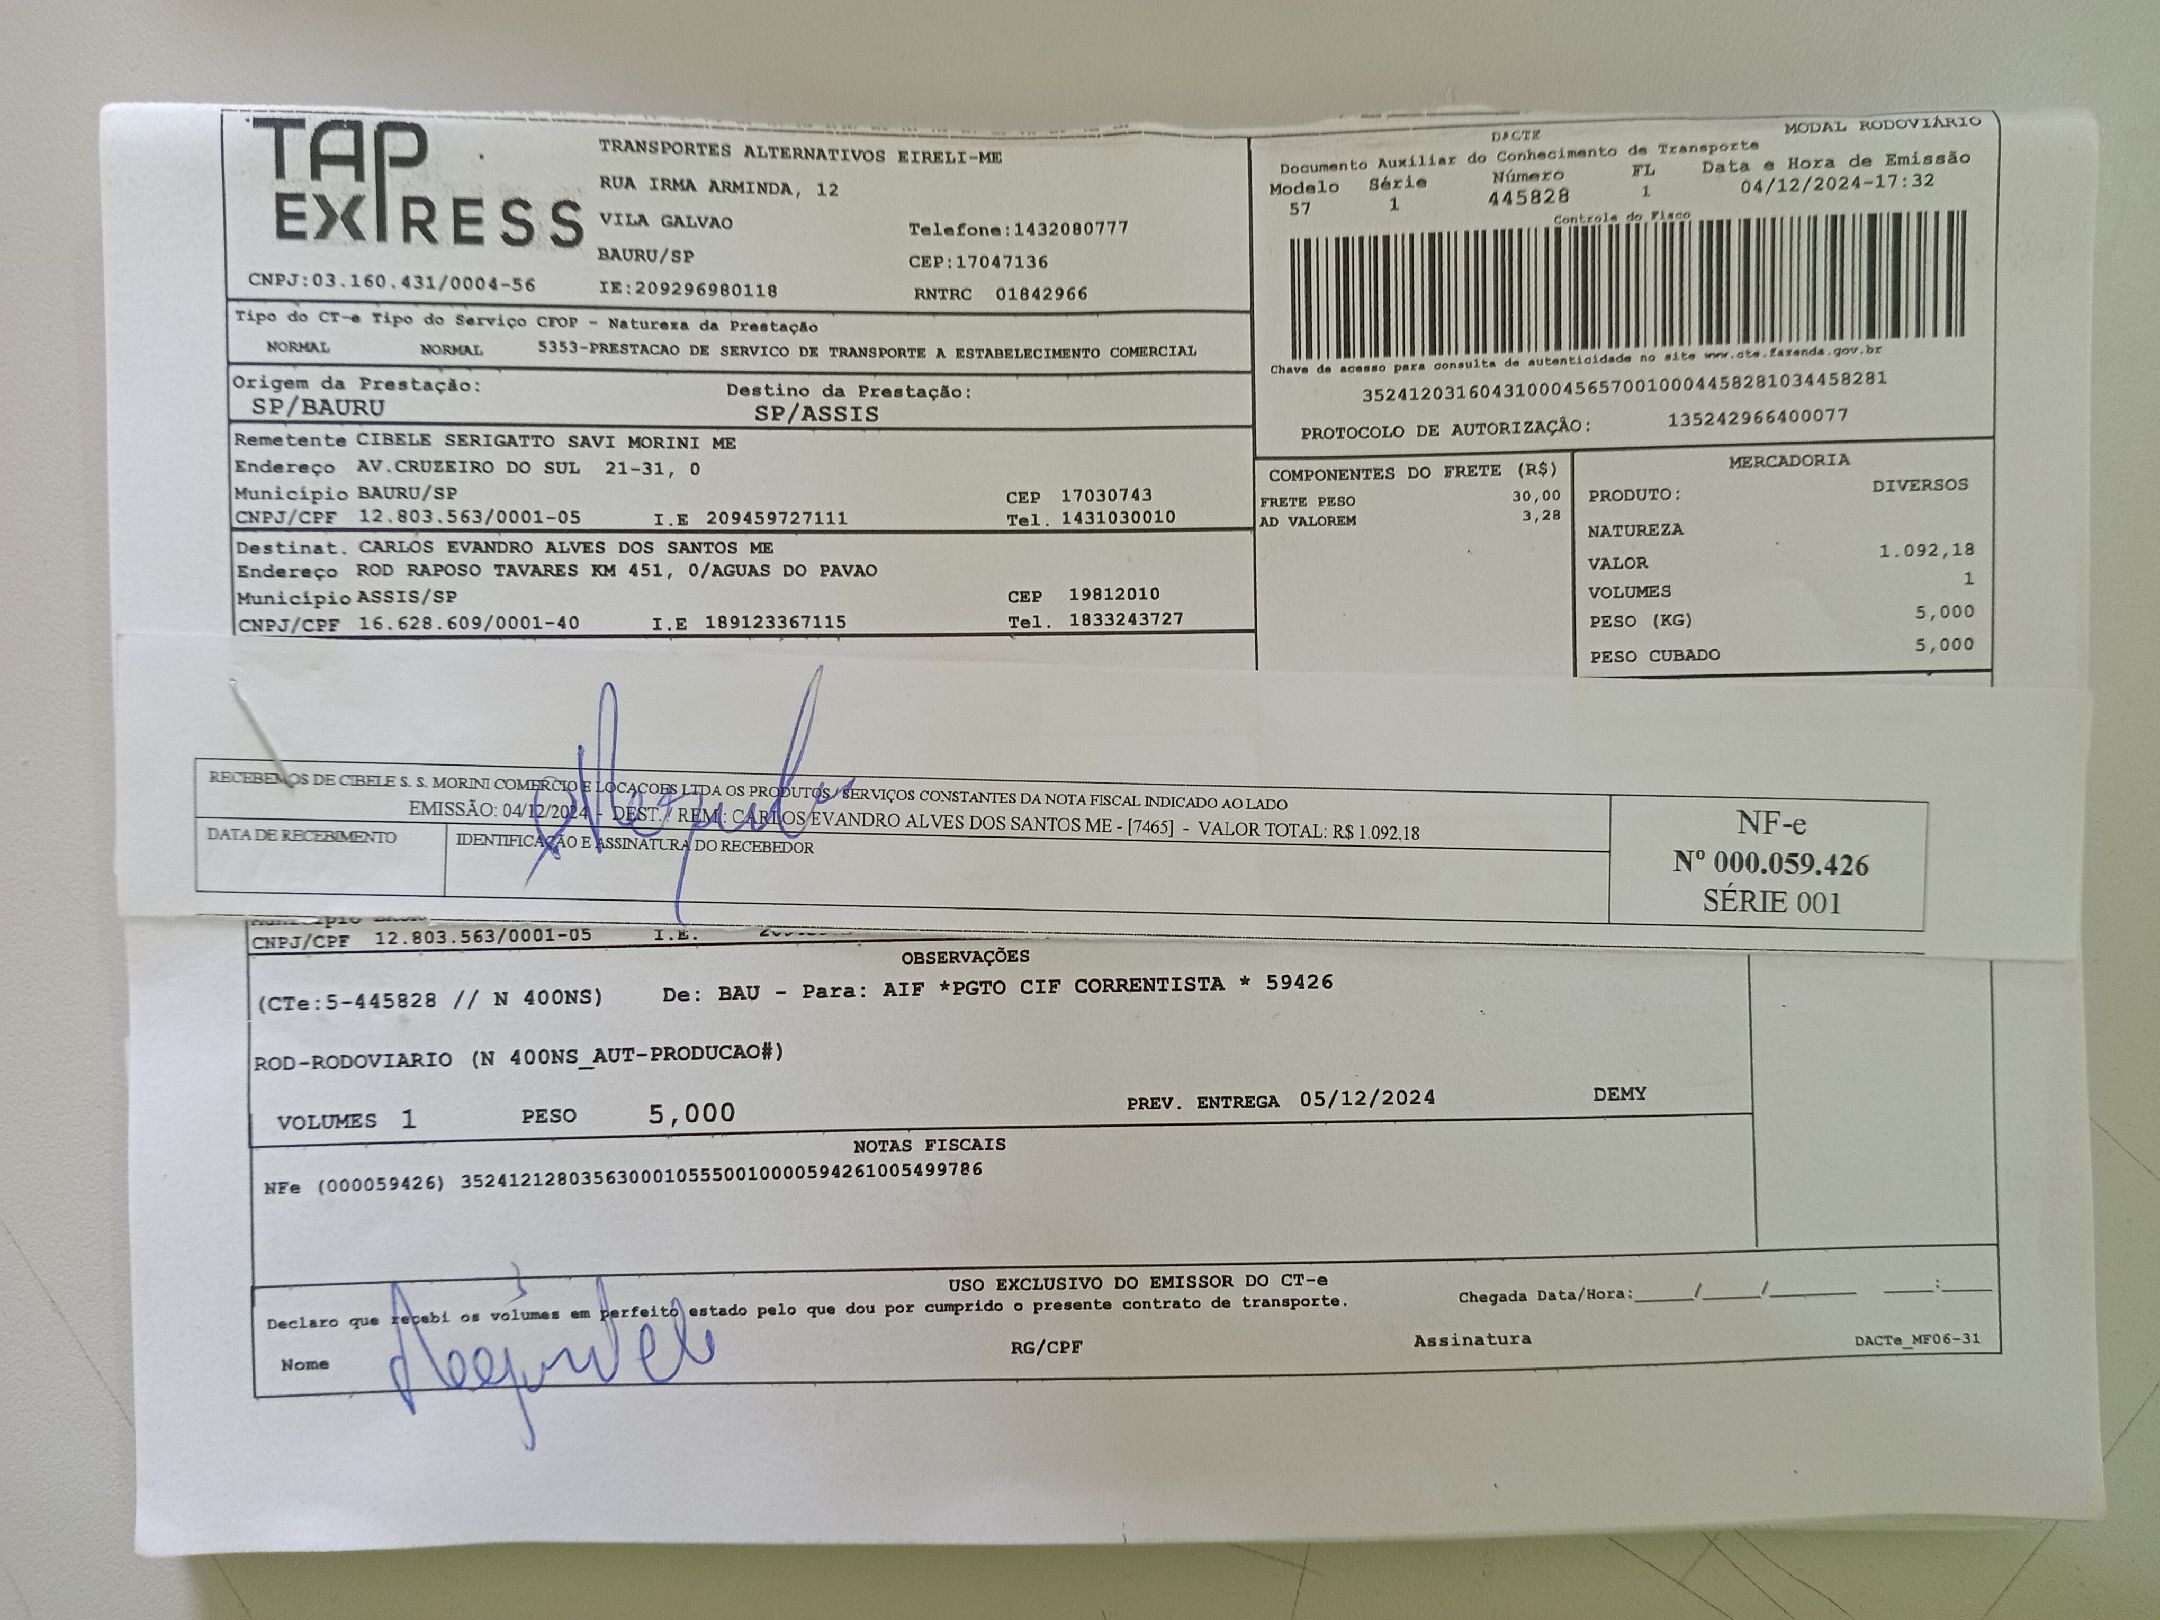 TAP EXPRESS
TRANSPORTES ALTERNATIVOS EIRELI-ME
RUA IRMA ARMINDA, 12
VILA GALVAO Telefone:1432080777
BAURU/SP CEP:17047136
CNPJ:03.160.431/0004-56 IE:209296980118 RNTRC 01842966
DACTE MODAL RODOVIÁRIO
Documento Auxiliar do Conhecimento de Transporte
Modelo Série Número FL Data e Hora de Emissão
57 1 445828 1 04/12/2024-17:32
Controle do Fisco
Chave de acesso para consulta de autenticidade no site www.cte.fazenda.gov.br
35241203160431000456570010004458281034458281
PROTOCOLO DE AUTORIZAÇÃO: 135242966400077
Tipo do CT-e Tipo do Serviço CFOP - Natureza da Prestação
NORMAL NORMAL 5353-PRESTACAO DE SERVICO DE TRANSPORTE A ESTABELECIMENTO COMERCIAL
Origem da Prestação: Destino da Prestação:
SP/BAURU SP/ASSIS
Remetente CIBELE SERIGATTO SAVI MORINI ME
Endereço AV.CRUZEIRO DO SUL 21-31, 0
Município BAURU/SP CEP 17030743
CNPJ/CPF 12.803.563/0001-05 I.E 209459727111 Tel. 1431030010
Destinat. CARLOS EVANDRO ALVES DOS SANTOS ME
Endereço ROD RAPOSO TAVARES KM 451, 0/AGUAS DO PAVAO
Município ASSIS/SP CEP 19812010
CNPJ/CPF 16.628.609/0001-40 I.E 189123367115 Tel. 1833243727
COMPONENTES DO FRETE (R$)
FRETE PESO 30,00
AD VALOREM 3,28
MERCADORIA
PRODUTO: DIVERSOS
NATUREZA
VALOR 1.092,18
VOLUMES 1
PESO (KG) 5,000
PESO CUBADO 5,000
RECEBEMOS DE CIBELE S. S. MORINI COMERCIO E LOCACOES LTDA OS PRODUTOS / SERVIÇOS CONSTANTES DA NOTA FISCAL INDICADO AO LADO
EMISSÃO: 04/12/2024 - DEST. / REM.: CARLOS EVANDRO ALVES DOS SANTOS ME - [7465] - VALOR TOTAL: R$ 1.092,18
DATA DE RECEBIMENTO IDENTIFICAÇÃO E ASSINATURA DO RECEBEDOR
NF-e
Nº 000.059.426
SÉRIE 001
CNPJ/CPF 12.803.563/0001-05 I.E.
OBSERVAÇÕES
(CTe:5-445828 // N 400NS) De: BAU - Para: AIF *PGTO CIF CORRENTISTA * 59426
ROD-RODOVIARIO (N 400NS_AUT-PRODUCAO#)
VOLUMES 1 PESO 5,000 PREV. ENTREGA 05/12/2024 DEMY
NOTAS FISCAIS
NFe (000059426) 35241212803563000105550010000594261005499786
USO EXCLUSIVO DO EMISSOR DO CT-e
Declaro que recebi os volumes em perfeito estado pelo que dou por cumprido o presente contrato de transporte. Chegada Data/Hora:_____/_____/_______ ____:____
Nome RG/CPF Assinatura DACTe_MF06-31